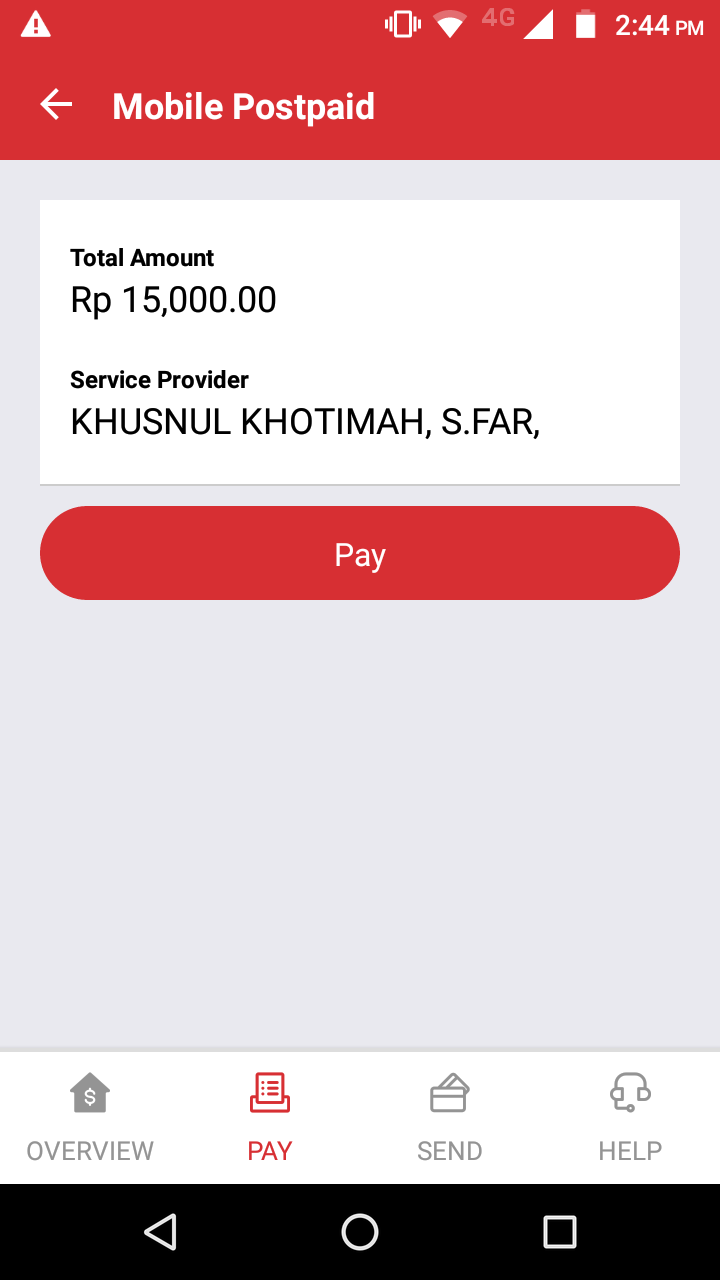 4G 2:44 PM
Mobile Postpaid
Total Amount
Rp 15,000.00
Service Provider
KHUSNUL KHOTIMAH, S.FAR,
Pay
OVERVIEW PAY SEND HELP